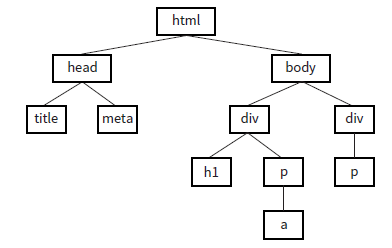 html
head body
title meta div div
h1 p p
a